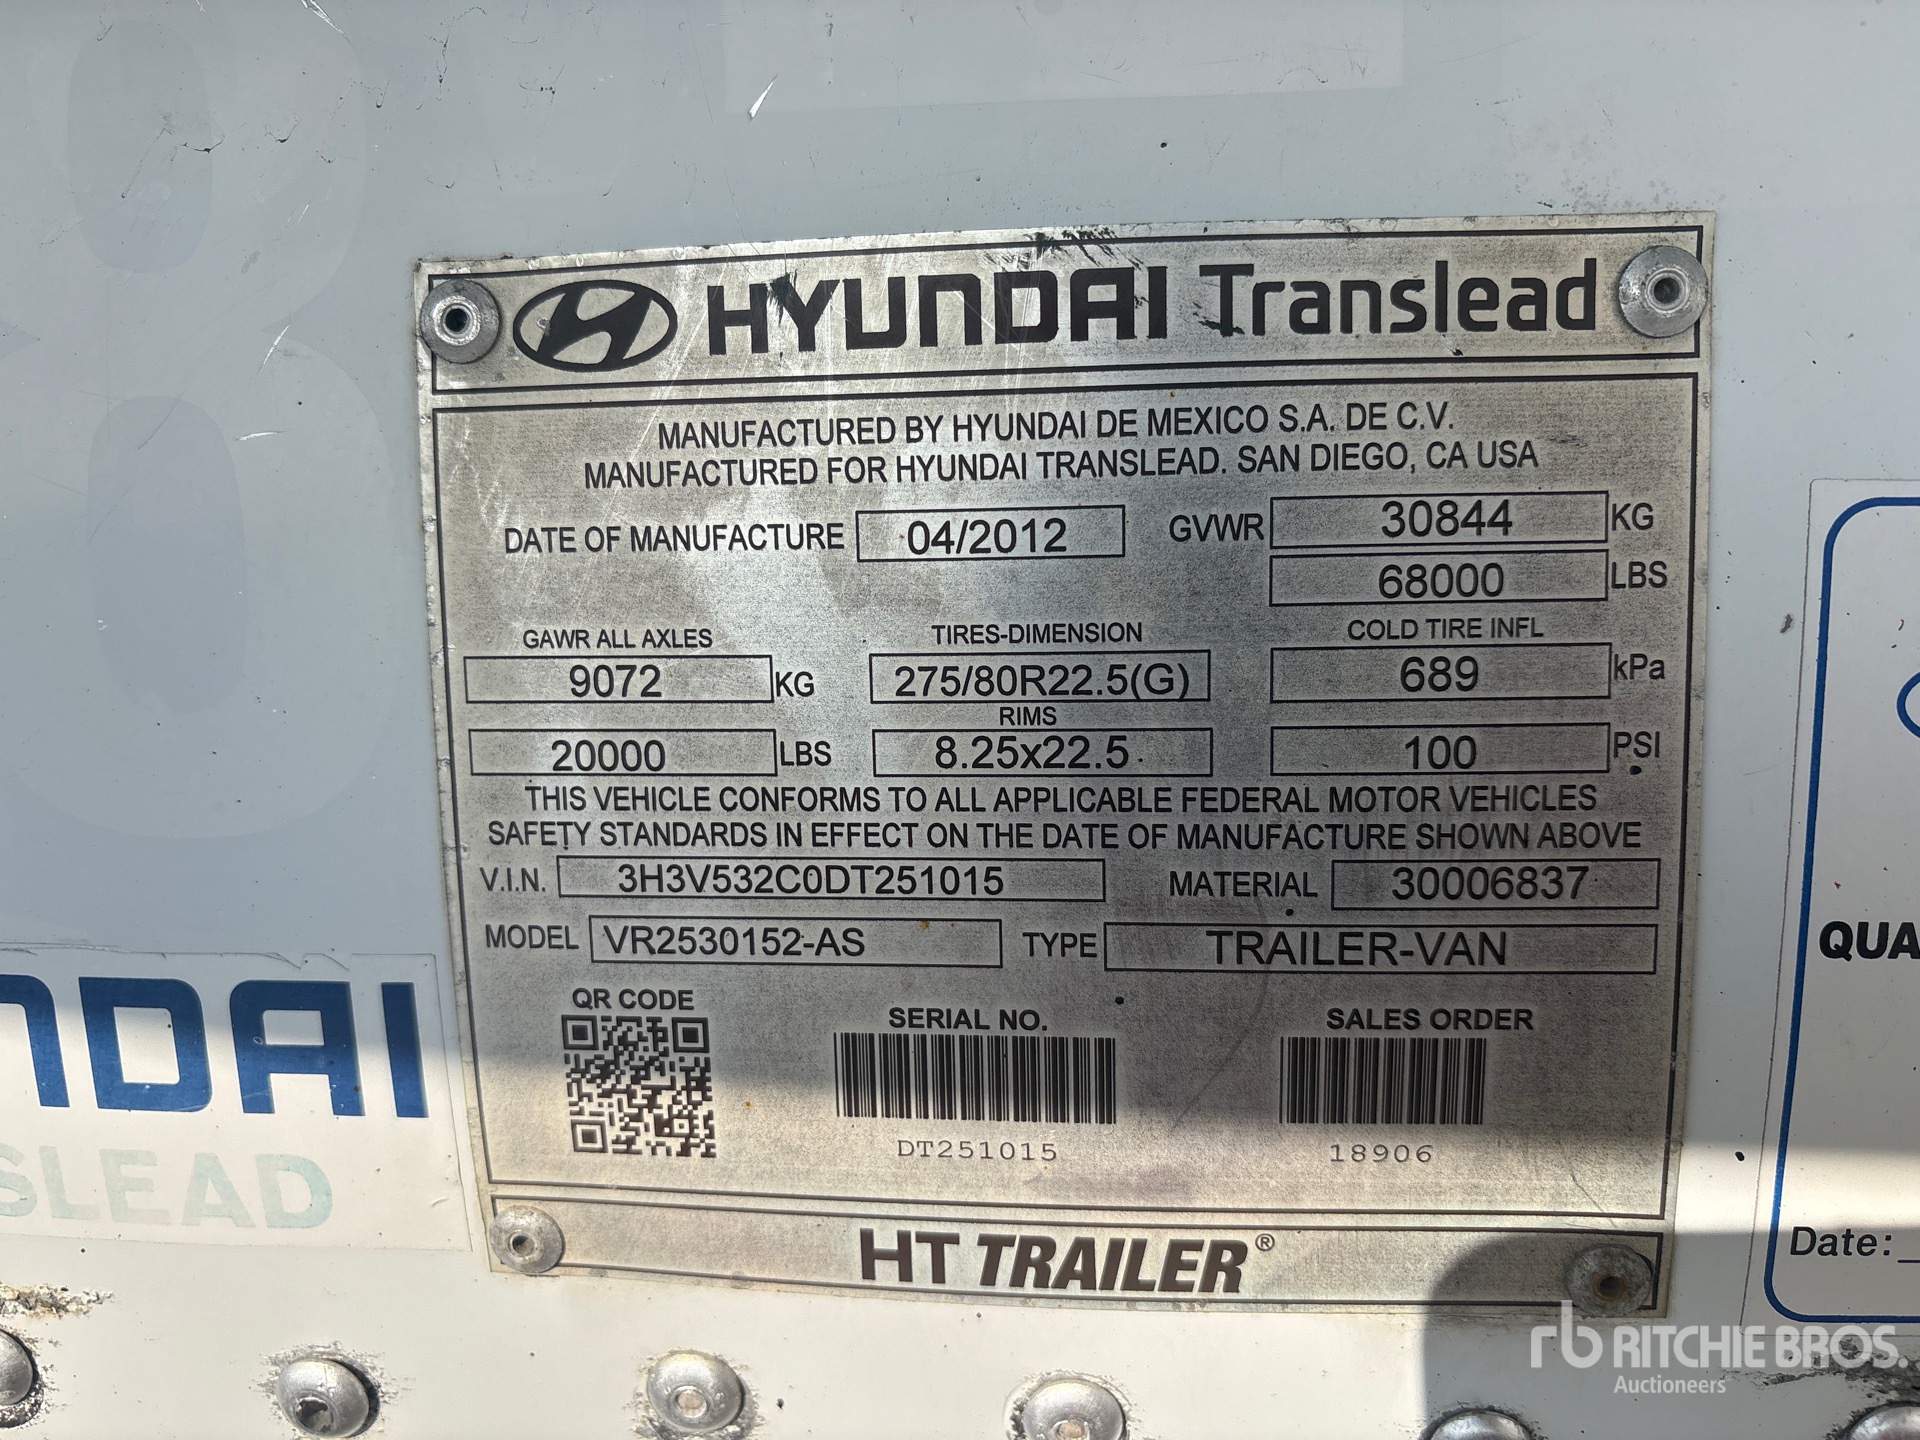 HYUNDAI Translead
MANUFACTURED BY HYUNDAI DE MEXICO S.A. DE C.V.
MANUFACTURED FOR HYUNDAI TRANSLEAD. SAN DIEGO, CA USA
DATE OF MANUFACTURE 04/2012 GVWR 30844 KG
68000 LBS
GAWR ALL AXLES TIRES-DIMENSION COLD TIRE INFL
9072 KG 275/80R22.5(G) 689 kPa
RIMS
20000 LBS 8.25x22.5 100 PSI
THIS VEHICLE CONFORMS TO ALL APPLICABLE FEDERAL MOTOR VEHICLES
SAFETY STANDARDS IN EFFECT ON THE DATE OF MANUFACTURE SHOWN ABOVE
V.I.N. 3H3V532C0DT251015 MATERIAL 30006837
MODEL VR2530152-AS TYPE TRAILER-VAN
QR CODE SERIAL NO. SALES ORDER
DT251015 18906
HT TRAILER®
NDAI
SLEAD
QUA
Date:
rb RITCHIE BROS.
Auctioneers